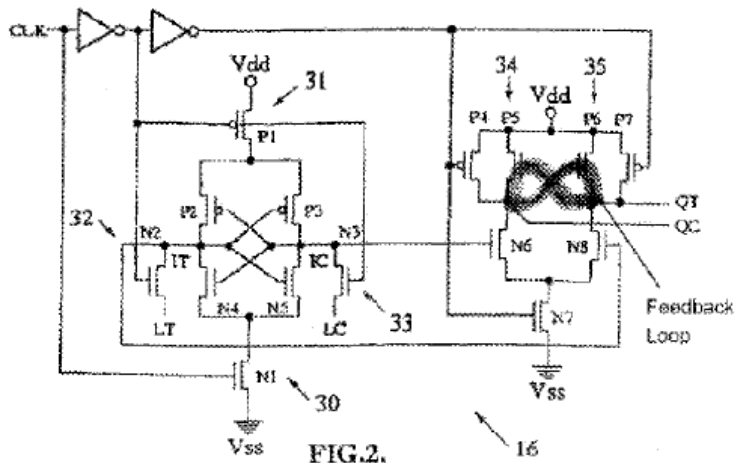 CLK
Vdd
31
P1
34
35
Vdd
P4
P5
P6
P7
32
N2
P2
P3
N3
QT
QC
IT
IC
N6
N8
N4
N5
LT
LC
33
N7
Feedback
Loop
N1
30
Vss
Vss
FIG.2.
16